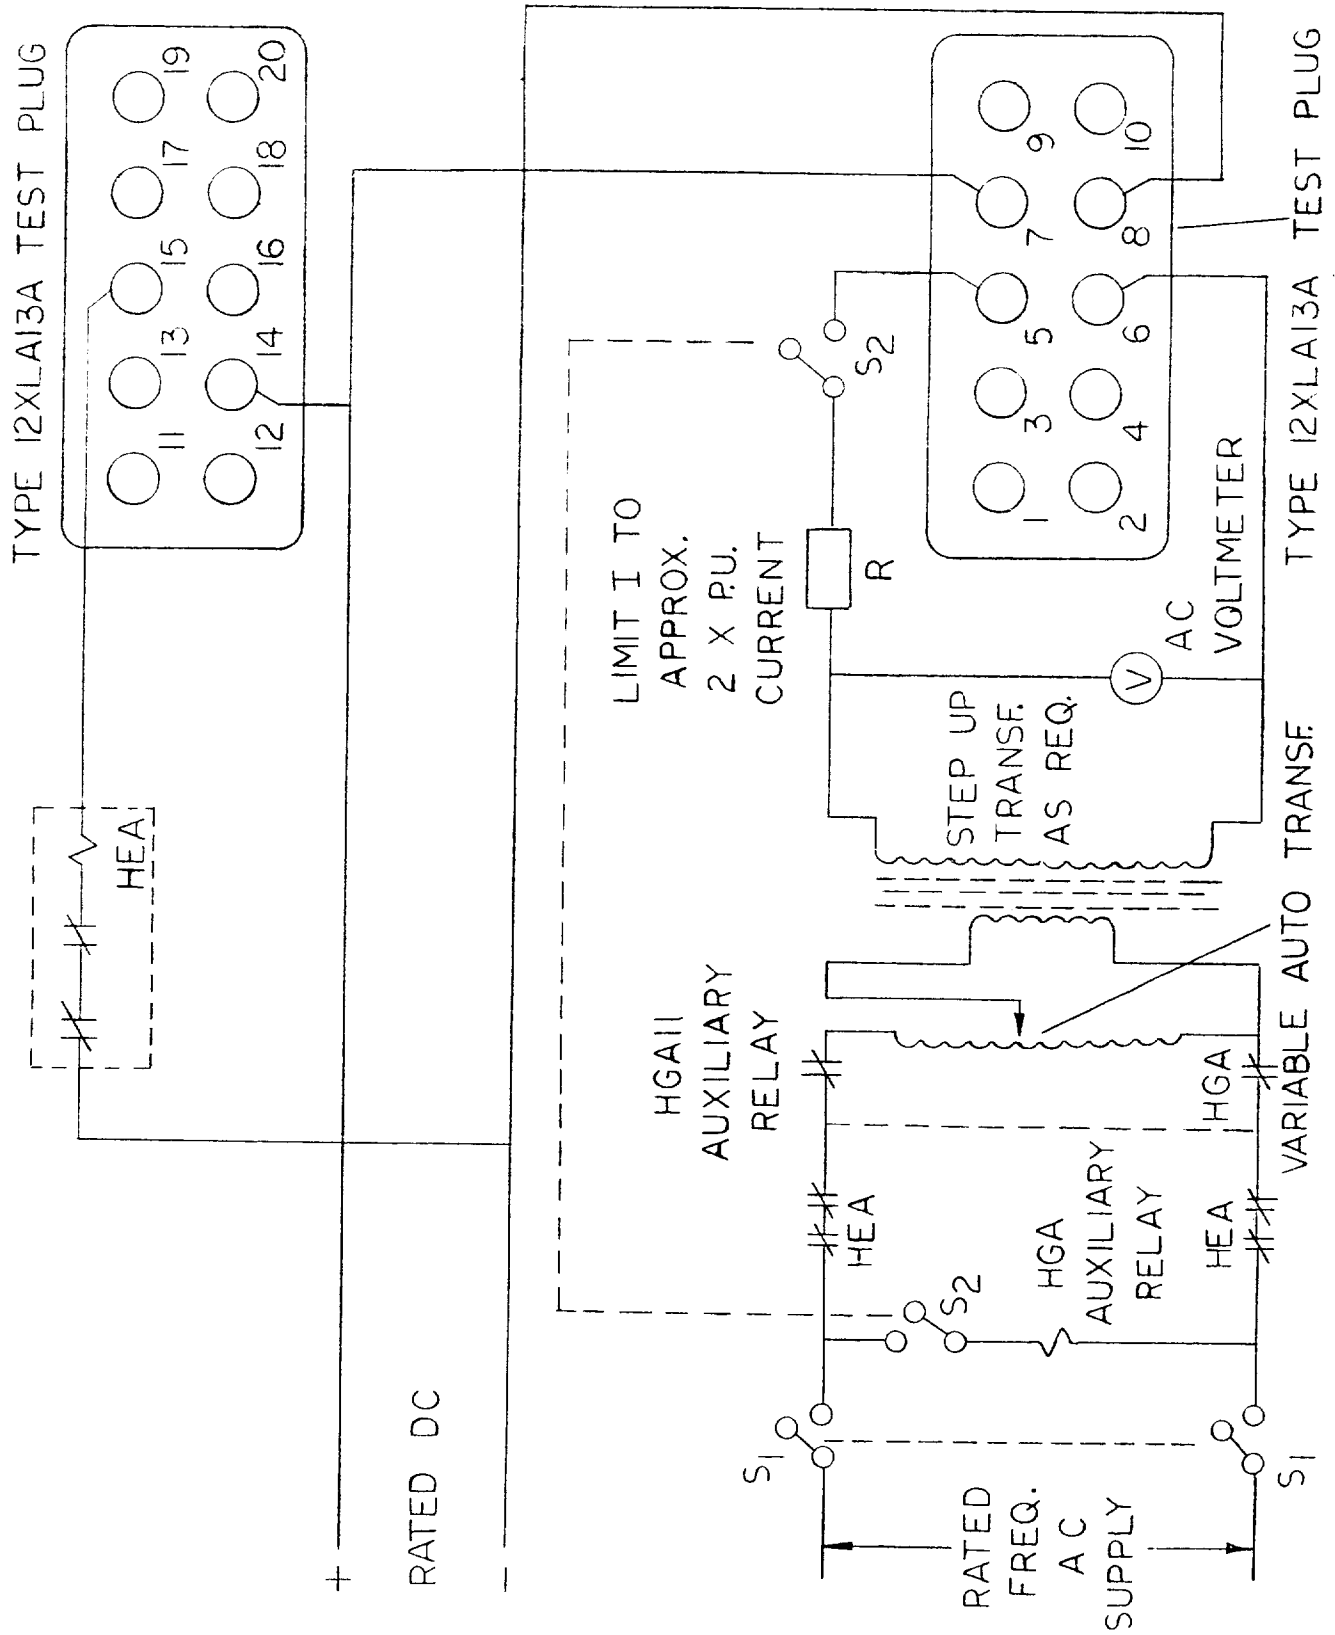 TYPE 12XLA13A TEST PLUG
19
20
17
18
15
16
13
14
11
12
HEA
+
RATED DC
-
LIMIT I TO
APPROX.
2 X P.U.
CURRENT
S2
R
9
10
7
8
5
6
3
4
1
2
TYPE 12XLA13A TEST PLUG
V
AC
VOLTMETER
STEP UP
TRANSF.
AS REQ.
VARIABLE AUTO TRANSF.
HGA11
AUXILIARY
RELAY
HGA
HEA
HEA
HGA
AUXILIARY
RELAY
S2
S1
S1
RATED
FREQ.
AC
SUPPLY